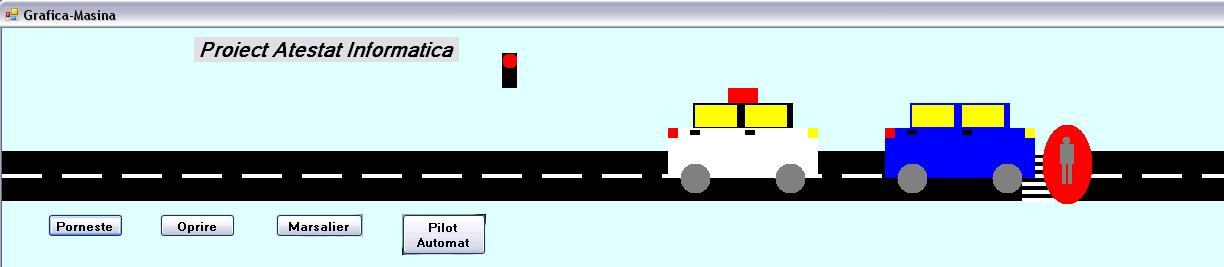 Grafica-Masina
Proiect Atestat Informatica
Porneste
Oprire
Marsalier
Pilot
Automat